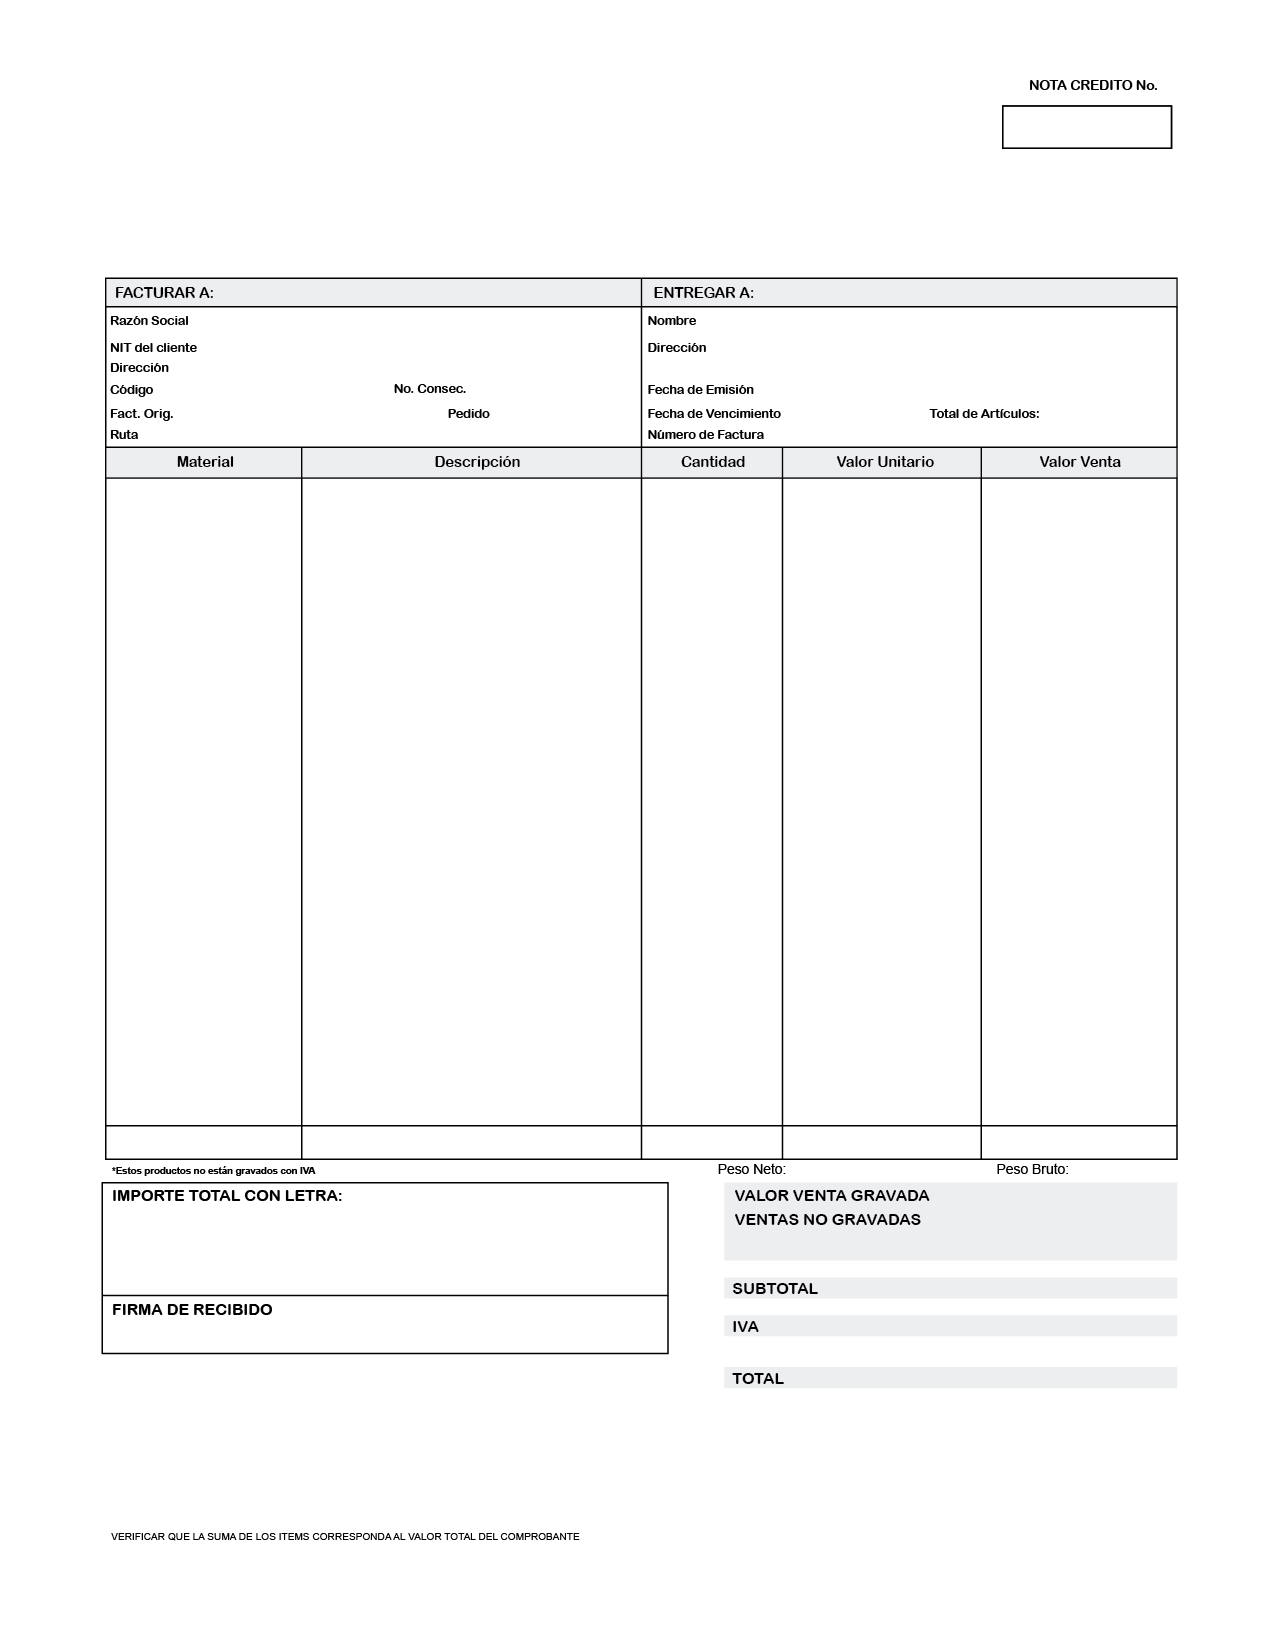 NOTA CREDITO No.
FACTURAR A:
ENTREGAR A:
Razón Social
Nombre
NIT del cliente
Dirección
Dirección
Código
No. Consec.
Fecha de Emisión
Fact. Orig.
Pedido
Fecha de Vencimiento
Total de Artículos:
Ruta
Número de Factura
Material
Descripción
Cantidad
Valor Unitario
Valor Venta
*Estos productos no están gravados con IVA
Peso Neto:
Peso Bruto:
IMPORTE TOTAL CON LETRA:
VALOR VENTA GRAVADA
VENTAS NO GRAVADAS
SUBTOTAL
FIRMA DE RECIBIDO
IVA
TOTAL
VERIFICAR QUE LA SUMA DE LOS ITEMS CORRESPONDA AL VALOR TOTAL DEL COMPROBANTE